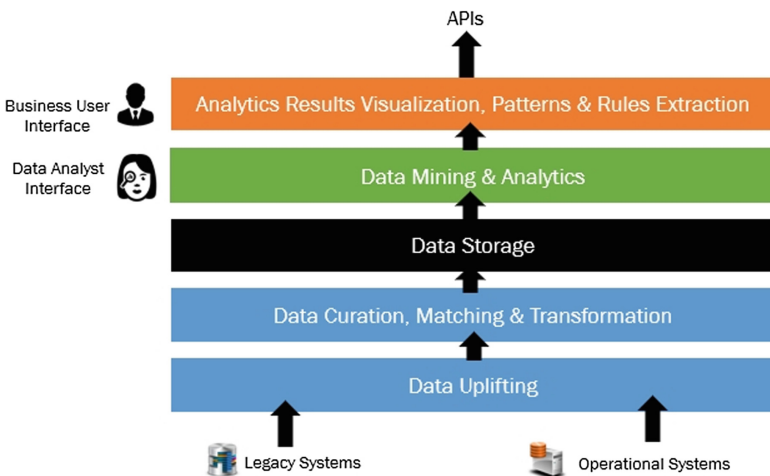 APIs
Business User
Interface
Analytics Results Visualization, Patterns & Rules Extraction
Data Analyst
Interface
Data Mining & Analytics
Data Storage
Data Curation, Matching & Transformation
Data Uplifting
Legacy Systems
Operational Systems